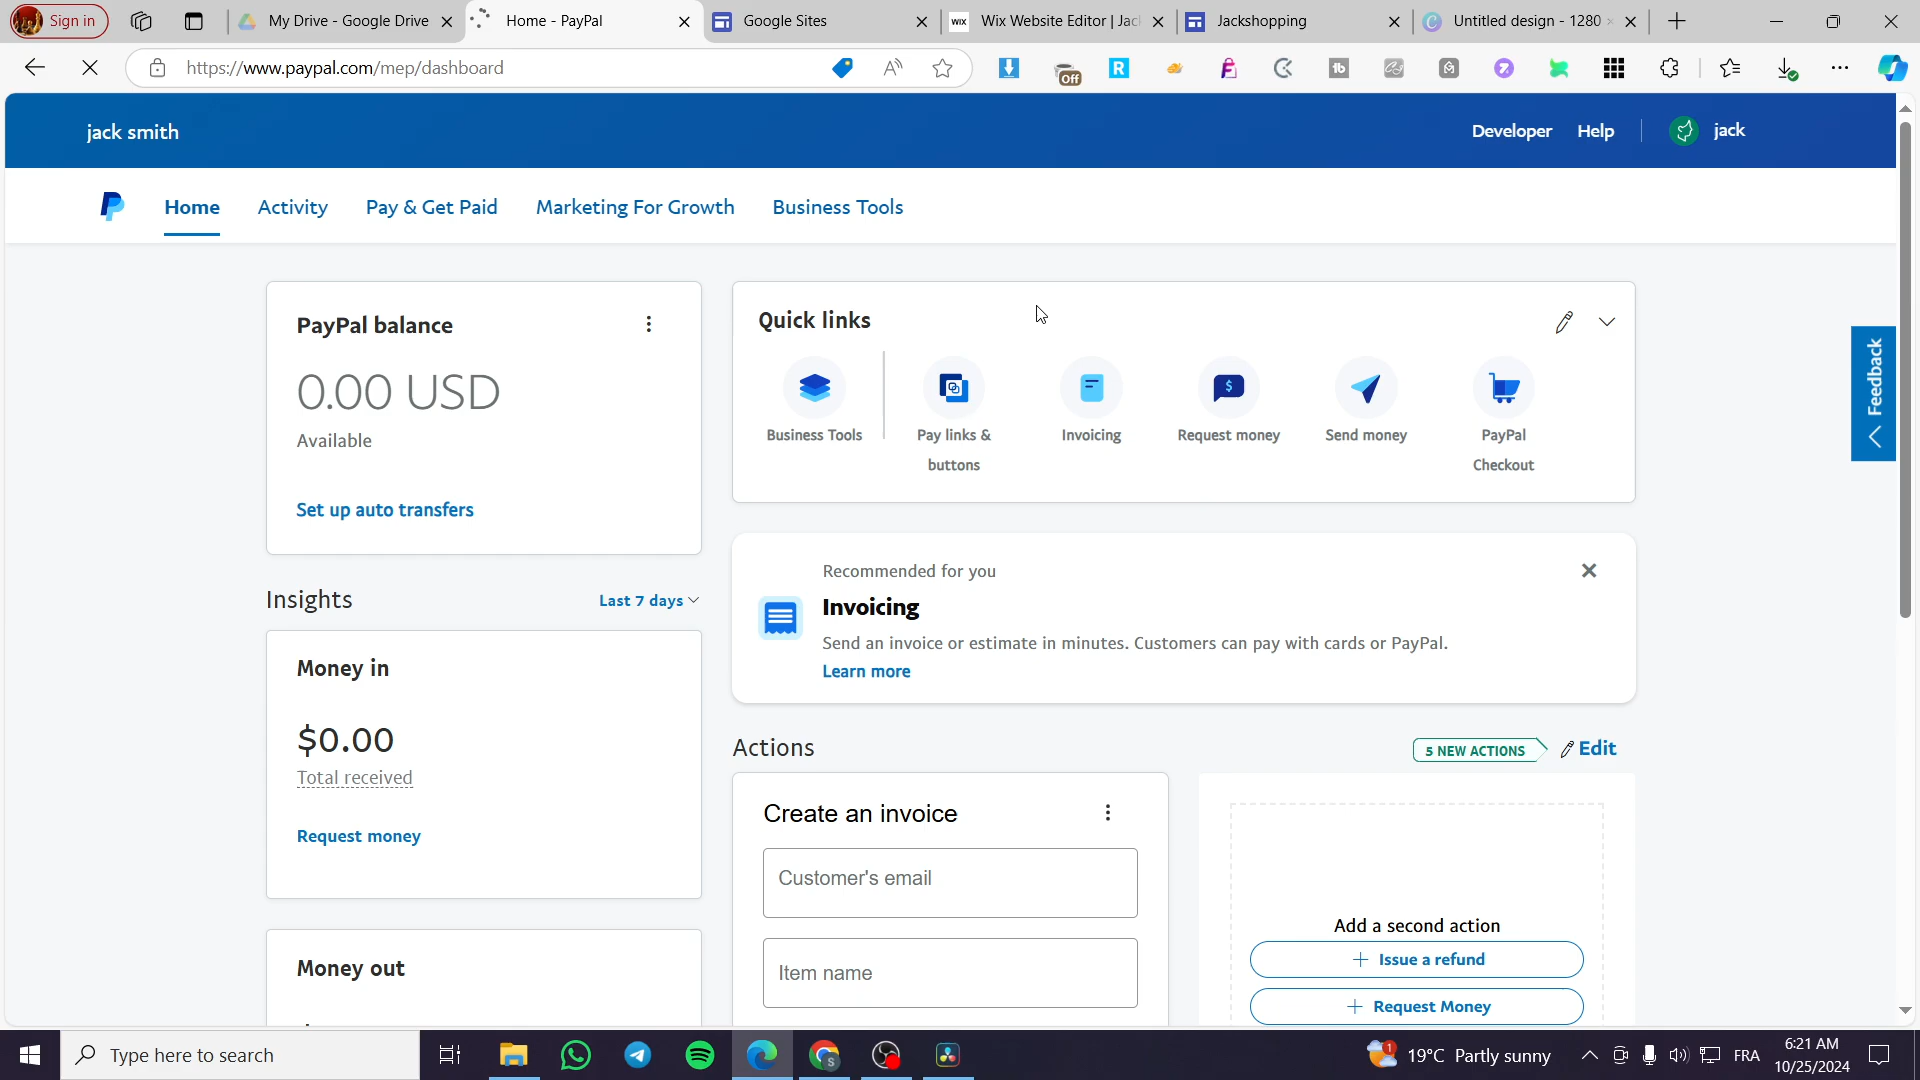 Sign in
My Drive - Google Drive
Home - PayPal
Google Sites
WIX
Wix Website Editor | Jac
Jackshopping
Untitled design - 1280
https://www.paypal.com/mep/dashboard
Off
jack smith
Developer
Help
jack
Home
Activity
Pay & Get Paid
Marketing For Growth
Business Tools
PayPal balance
0.00 USD
Available
Set up auto transfers
Quick links
Business Tools
Pay links &
buttons
Invoicing
Request money
Send money
PayPal
Checkout
Feedback
Recommended for you
Invoicing
Send an invoice or estimate in minutes. Customers can pay with cards or PayPal.
Learn more
Insights
Last 7 days
Money in
$0.00
Total received
Request money
Money out
Actions
5 NEW ACTIONS
Edit
Create an invoice
Customer's email
Item name
Add a second action
Issue a refund
Request Money
Type here to search
19°C Partly sunny
FRA
6:21 AM
10/25/2024